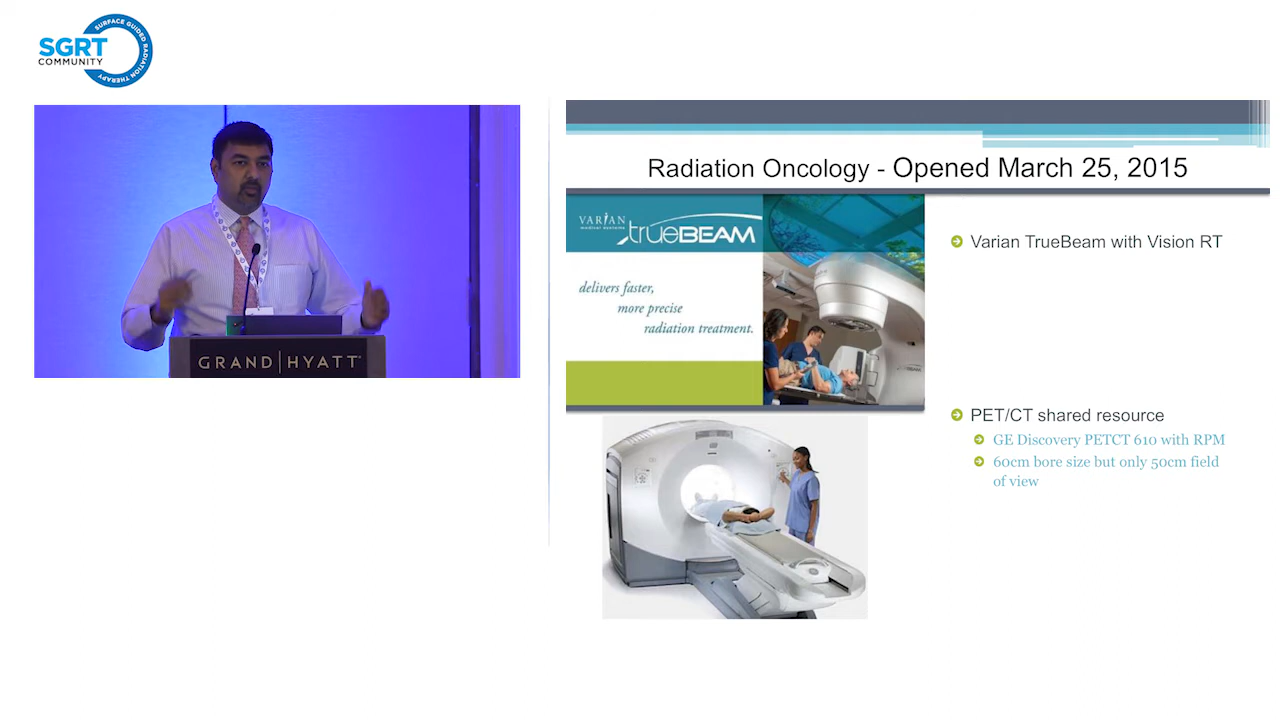 SURFACE GUIDED RADIATION THERAPY
SGRT
COMMUNITY
GRAND HYATT
Radiation Oncology - Opened March 25, 2015
VARIAN
medical systems
trueBEAM
delivers faster,
more precise
radiation treatment.
Varian TrueBeam with Vision RT
PET/CT shared resource
GE Discovery PETCT 610 with RPM
60cm bore size but only 50cm field
of view